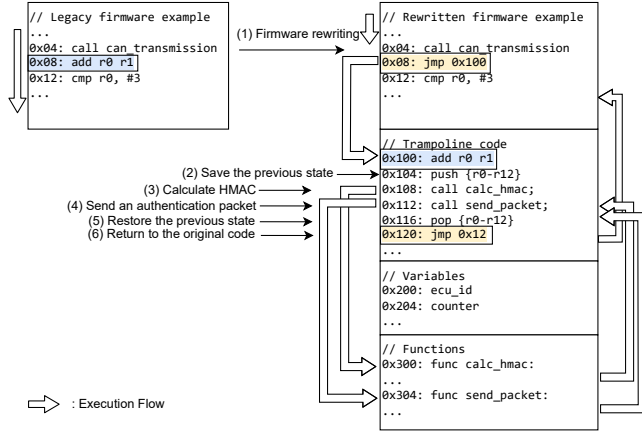 // Legacy firmware example
...
0x04: call can_transmission
0x08: add r0 r1
0x12: cmp r0, #3
...
(1) Firmware rewriting
// Rewritten firmware example
...
0x04: call can_transmission
0x08: jmp 0x100
0x12: cmp r0, #3
...
// Trampoline code
0x100: add r0 r1
0x104: push {r0-r12}
0x108: call calc_hmac;
0x112: call send_packet;
0x116: pop {r0-r12}
0x120: jmp 0x12
...
(2) Save the previous state
(3) Calculate HMAC
(4) Send an authentication packet
(5) Restore the previous state
(6) Return to the original code
// Variables
0x200: ecu_id
0x204: counter
...
// Functions
0x300: func calc_hmac:
...
0x304: func send_packet:
...
: Execution Flow